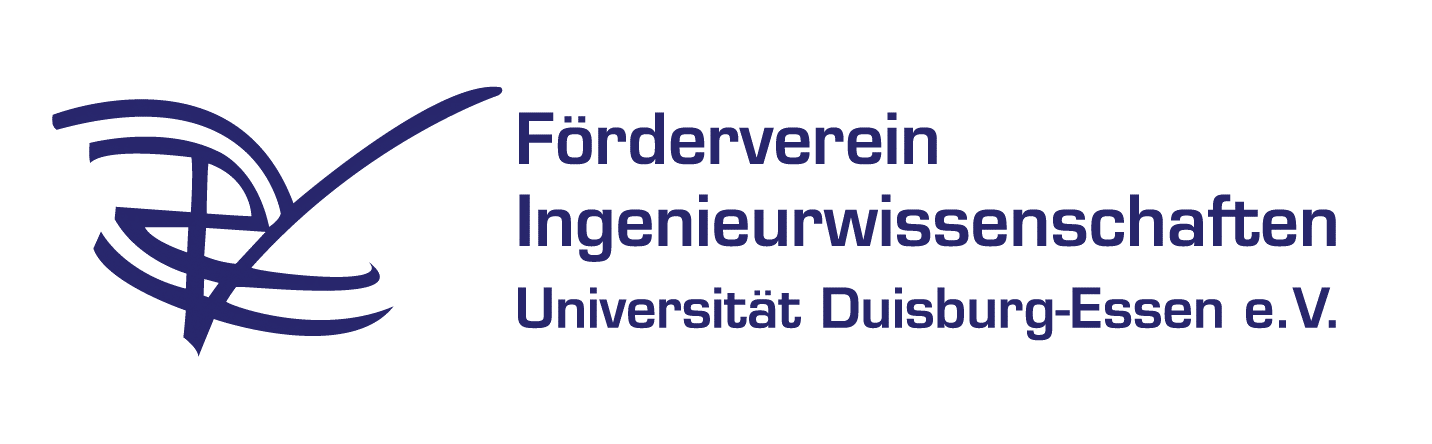 Förderverein
Ingenieurwissenschaften
Universität Duisburg-Essen e.V.